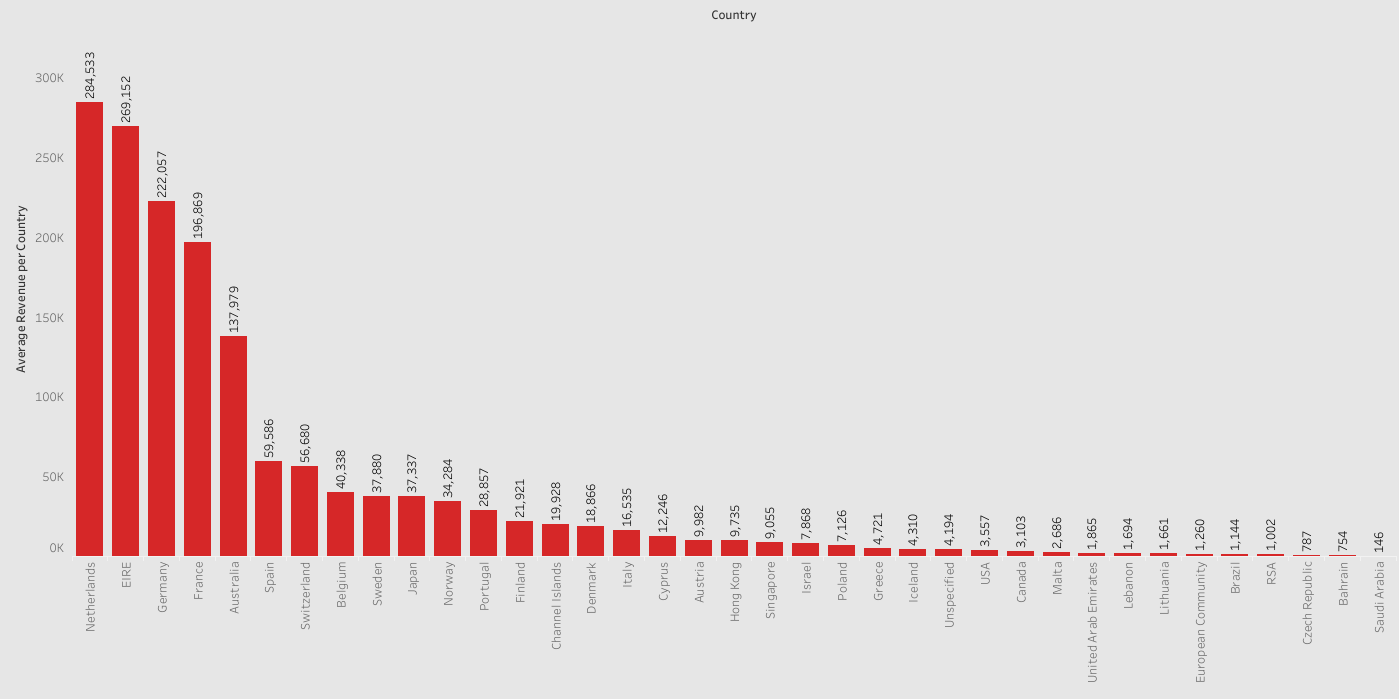 Country
Average Revenue per Country
300K
250K
200K
150K
100K
50K
0K
284,533
269,152
222,057
196,869
137,979
59,586
56,680
40,338
37,880
37,337
34,284
28,857
21,921
19,928
18,866
16,535
12,246
9,982
9,735
9,055
7,868
7,126
4,721
4,310
4,194
3,557
3,103
2,686
1,865
1,694
1,661
1,260
1,144
1,002
787
754
146
Netherlands
EIRE
Germany
France
Australia
Spain
Switzerland
Belgium
Sweden
Japan
Norway
Portugal
Finland
Channel Islands
Denmark
Italy
Cyprus
Austria
Hong Kong
Singapore
Israel
Poland
Greece
Iceland
Unspecified
USA
Canada
Malta
United Arab Emirates
Lebanon
Lithuania
European Community
Brazil
RSA
Czech Republic
Bahrain
Saudi Arabia